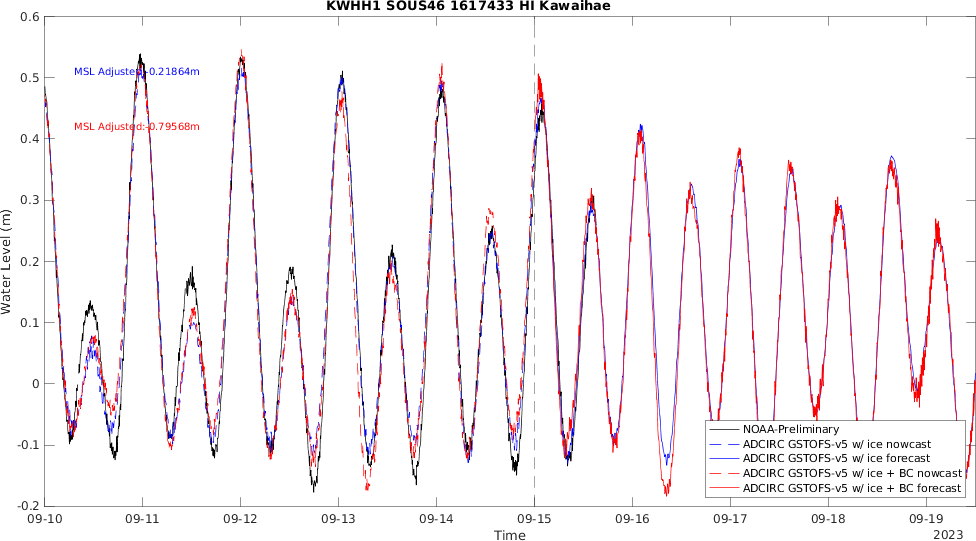 KWHH1 SOUS46 1617433 HI Kawaihae
0.6
0.5
0.4
0.3
0.2
0.1
0
-0.1
-0.2
Water Level (m)
MSL Adjusted:-0.21864m
MSL Adjusted:-0.79568m
NOAA-Preliminary
ADCIRC GSTOFS-v5 w/ ice nowcast
ADCIRC GSTOFS-v5 w/ ice forecast
ADCIRC GSTOFS-v5 w/ ice + BC nowcast
ADCIRC GSTOFS-v5 w/ ice + BC forecast
09-10 09-11 09-12 09-13 09-14 09-15 09-16 09-17 09-18 09-19
Time
2023